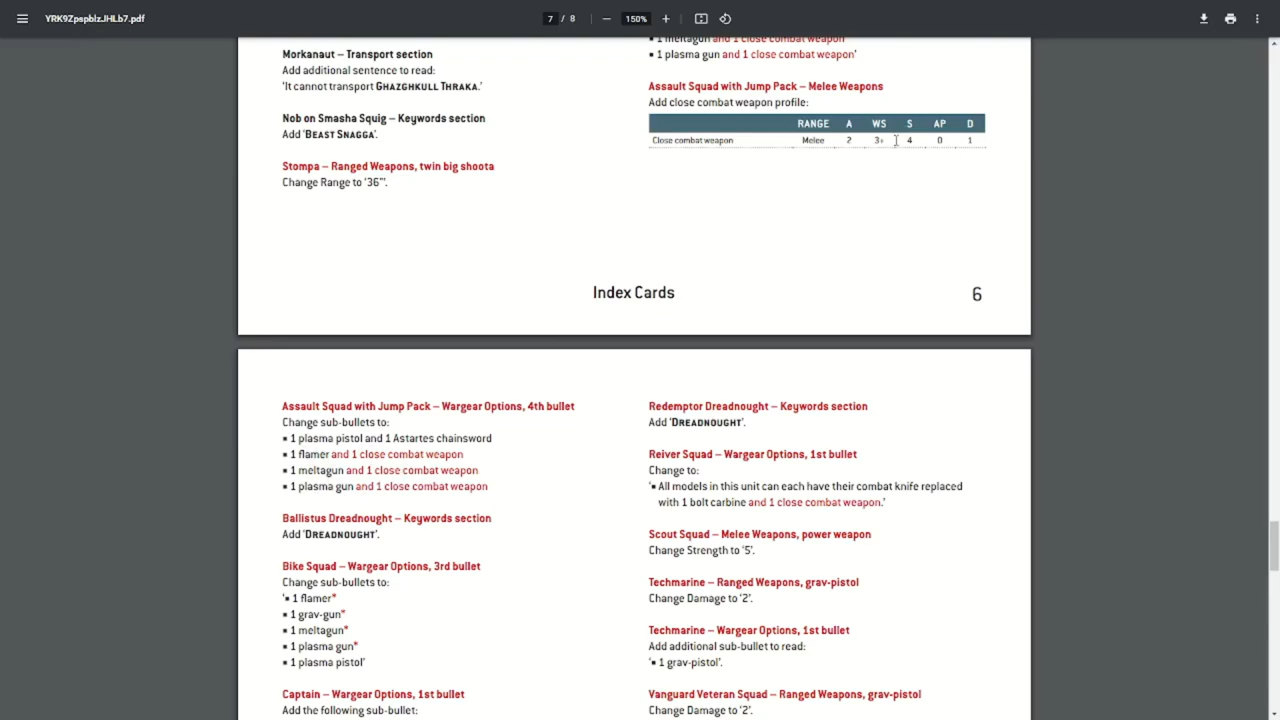 YRK9ZpspbizJHLb7.pdf
7 / 8
150%
Morkanaut – Transport section
Add additional sentence to read:
'It cannot transport GHAZGHKULL THRAKA.'
Nob on Smasha Squig – Keywords section
Add 'BEAST SNAGGA'.
Stompa – Ranged Weapons, twin big shoota
Change Range to '36"'.
▪ 1 meltagun and 1 close combat weapon
▪ 1 plasma gun and 1 close combat weapon'
Assault Squad with Jump Pack – Melee Weapons
Add close combat weapon profile:
RANGE A WS S AP D
Close combat weapon Melee 2 3+ 4 0 1
Index Cards
6
Assault Squad with Jump Pack – Wargear Options, 4th bullet
Change sub-bullets to:
▪ 1 plasma pistol and 1 Astartes chainsword
▪ 1 flamer and 1 close combat weapon
▪ 1 meltagun and 1 close combat weapon
▪ 1 plasma gun and 1 close combat weapon
Ballistus Dreadnought – Keywords section
Add 'DREADNOUGHT'.
Bike Squad – Wargear Options, 3rd bullet
Change sub-bullets to:
'▪ 1 flamer*
▪ 1 grav-gun*
▪ 1 meltagun*
▪ 1 plasma gun*
▪ 1 plasma pistol'
Captain – Wargear Options, 1st bullet
Add the following sub-bullet:
Redemptor Dreadnought – Keywords section
Add 'DREADNOUGHT'.
Reiver Squad – Wargear Options, 1st bullet
Change to:
'▪ All models in this unit can each have their combat knife replaced
with 1 bolt carbine and 1 close combat weapon.'
Scout Squad – Melee Weapons, power weapon
Change Strength to '5'.
Techmarine – Ranged Weapons, grav-pistol
Change Damage to '2'.
Techmarine – Wargear Options, 1st bullet
Add additional sub-bullet to read:
'▪ 1 grav-pistol'.
Vanguard Veteran Squad – Ranged Weapons, grav-pistol
Change Damage to '2'.